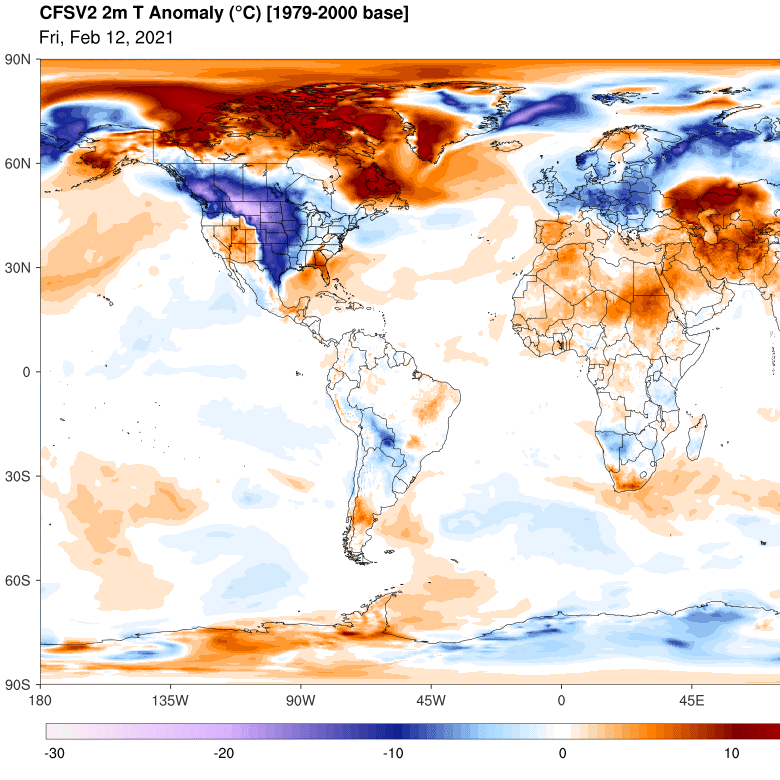 CFSV2 2m T Anomaly (°C) [1979-2000 base]
Fri, Feb 12, 2021
90N
60N
30N
0
30S
60S
90S
180 135W 90W 45W 0 45E
-30 -20 -10 0 10